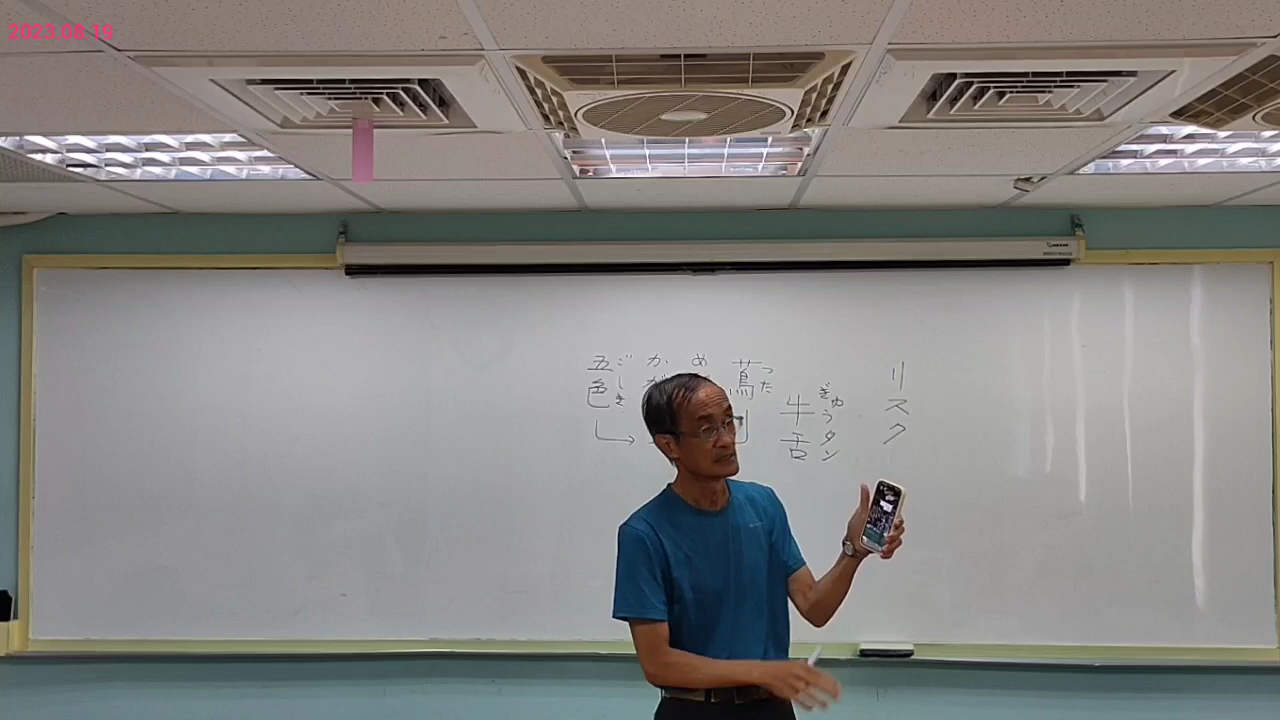 2023.08.19
リスク
ぎゅうタン
牛舌
つた
蔦
め
か
ごしき
五色